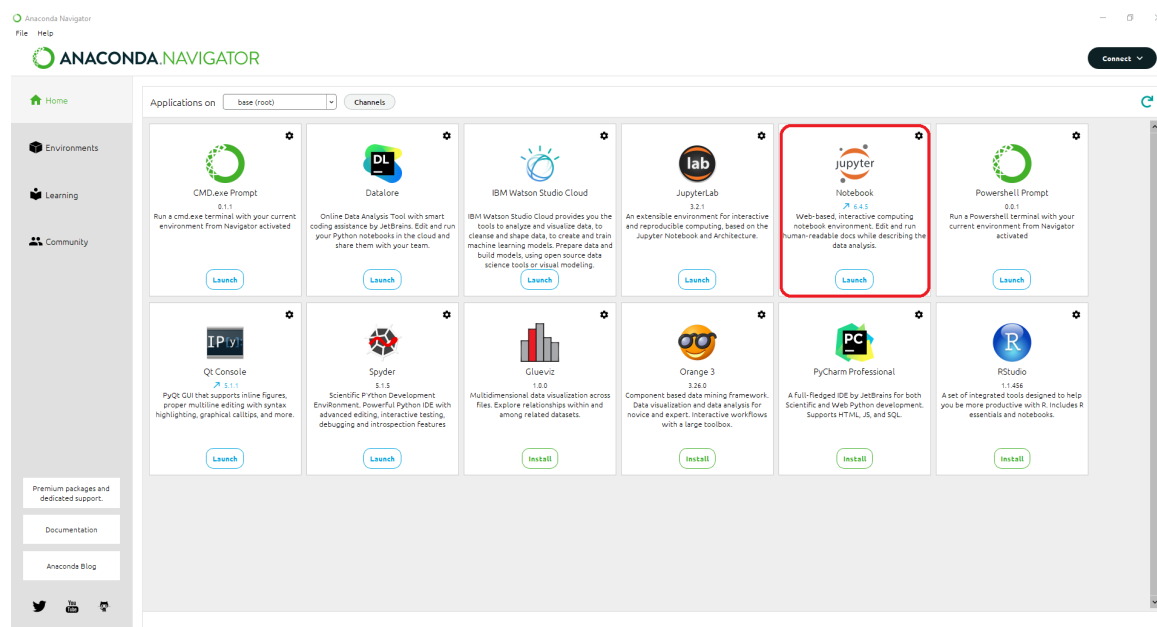 Anaconda Navigator
File Help
ANACONDA.NAVIGATOR
Connect
Home
Environments
Learning
Community
Premium packages and
dedicated support.
Documentation
Anaconda Blog
You
Tube
Applications on base (root) Channels
CMD.exe Prompt
0.1.1
Run a cmd.exe terminal with your current
environment from Navigator activated
Launch
DL
Datalore
Online Data Analysis Tool with smart
coding assistance by JetBrains. Edit and run
your Python notebooks in the cloud and
share them with your team.
Launch
IBM Watson Studio Cloud
IBM Watson Studio Cloud provides you the
tools to analyze and visualize data, to
cleanse and shape data, to create and train
machine learning models. Prepare data and
build models, using open source data
science tools or visual modeling.
Launch
lab
JupyterLab
3.2.1
An extensible environment for interactive
and reproducible computing, based on the
Jupyter Notebook and Architecture.
Launch
jupyter
Notebook
6.4.5
Web-based, interactive computing
notebook environment. Edit and run
human-readable docs while describing the
data analysis.
Launch
Powershell Prompt
0.0.1
Run a Powershell terminal with your
current environment from Navigator
activated
Launch
IP[y]:
Qt Console
5.1.1
PyQt GUI that supports inline figures,
proper multiline editing with syntax
highlighting, graphical calltips, and more.
Launch
Spyder
5.1.5
Scientific PYthon Development
EnviRonment. Powerful Python IDE with
advanced editing, interactive testing,
debugging and introspection features
Launch
Glueviz
1.0.0
Multidimensional data visualization across
files. Explore relationships within and
among related datasets.
Install
Orange 3
3.26.0
Component based data mining framework.
Data visualization and data analysis for
novice and expert. Interactive workflows
with a large toolbox.
Install
PC
PyCharm Professional
A full-fledged IDE by JetBrains for both
Scientific and Web Python development.
Supports HTML, JS, and SQL.
Install
R
RStudio
1.1.456
A set of integrated tools designed to help
you be more productive with R. Includes R
essentials and notebooks.
Install